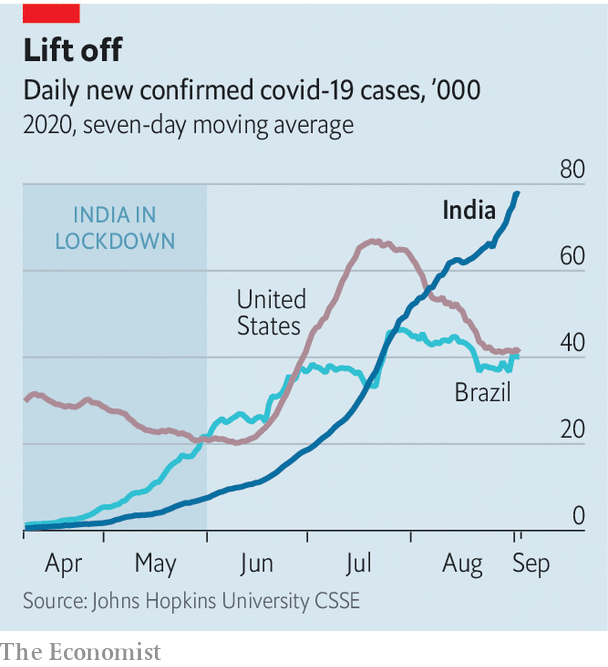 Lift off
Daily new confirmed covid-19 cases, '000
2020, seven-day moving average
80
INDIA IN
LOCKDOWN
India
60
United
States
40
Brazil
20
0
Apr May Jun Jul Aug Sep
Source: Johns Hopkins University CSSE
The Economist